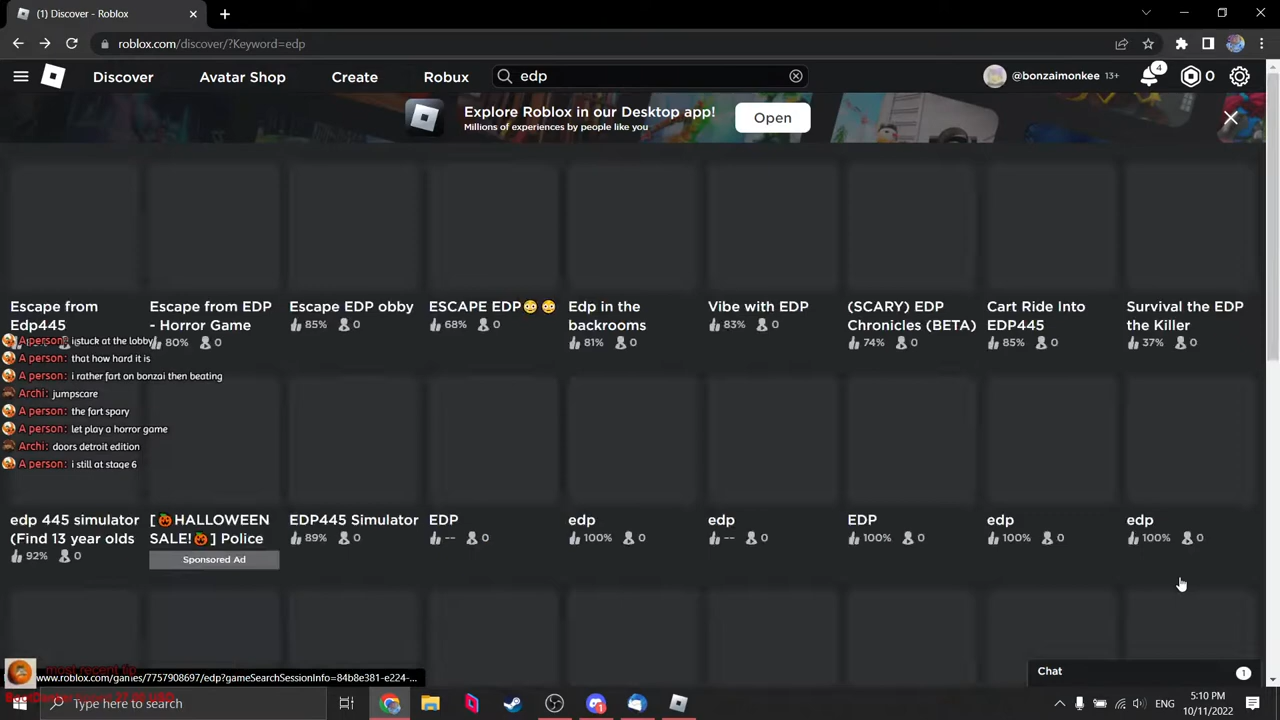 (1) Discover - Roblox
roblox.com/discover/?Keyword=edp
Discover
Avatar Shop
Create
Robux
edp
@bonzaimonkee 13+
4
0
Explore Roblox in our Desktop app!
Millions of experiences by people like you
Open
Escape from Edp445
Escape from EDP - Horror Game
80% 0
Escape EDP obby
85% 0
ESCAPE EDP😳😳
68% 0
Edp in the backrooms
81% 0
Vibe with EDP
83% 0
(SCARY) EDP Chronicles (BETA)
74% 0
Cart Ride Into EDP445
85% 0
Survival the EDP the Killer
37% 0
A person: istuck at the lobby
A person: that how hard it is
A person: i rather fart on bonzai then beating
Archi: jumpscare
A person: the fart spary
A person: let play a horror game
Archi: doors detroit edition
A person: i still at stage 6
edp 445 simulator (Find 13 year olds
92% 0
[🎃HALLOWEEN SALE!🎃] Police
Sponsored Ad
EDP445 Simulator
89% 0
EDP
-- 0
edp
100% 0
edp
-- 0
EDP
100% 0
edp
100% 0
edp
100% 0
most recent tip
www.roblox.com/games/7757908697/edp?gameSearchSessionInfo=84b8e381-e224-...
Chat
1
Type here to search
ENG
5:10 PM
10/11/2022